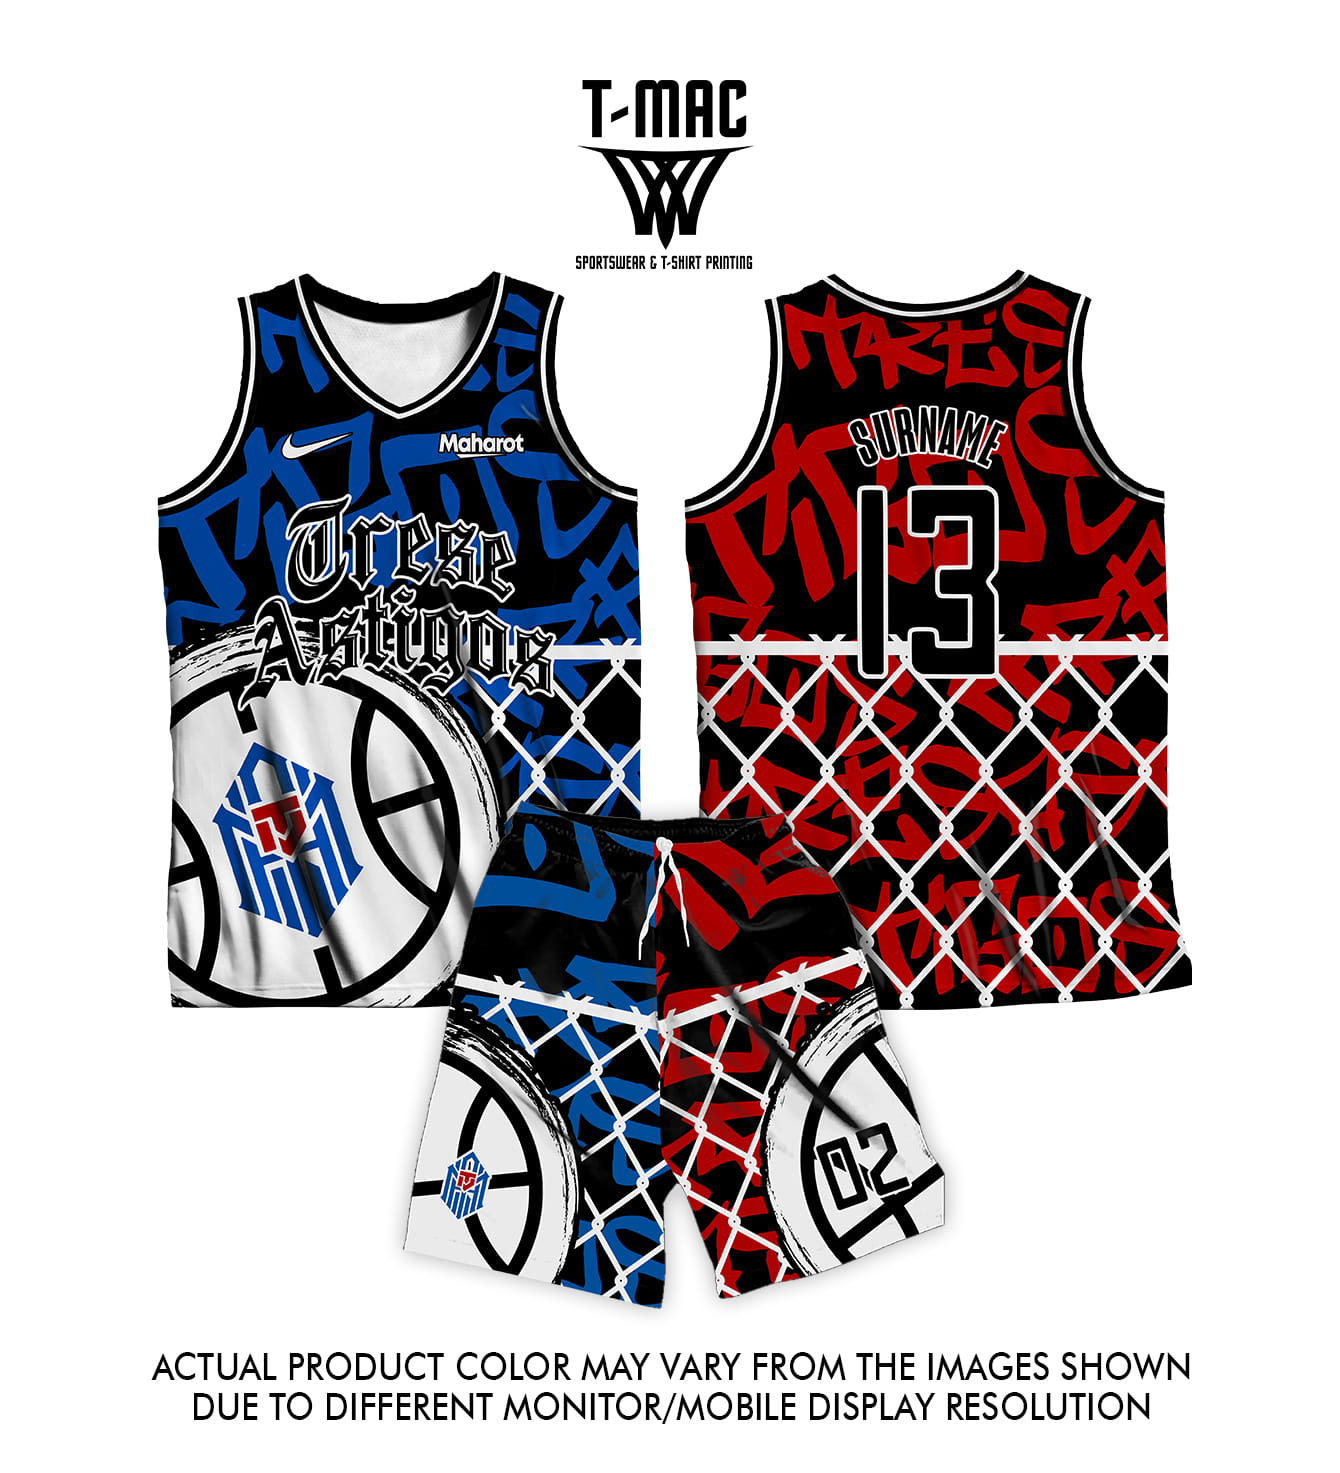 T-MAC
SPORTSWEAR & T-SHIRT PRINTING
Maharot
Trese
Astigos
SURNAME
13
02
ACTUAL PRODUCT COLOR MAY VARY FROM THE IMAGES SHOWN
DUE TO DIFFERENT MONITOR/MOBILE DISPLAY RESOLUTION